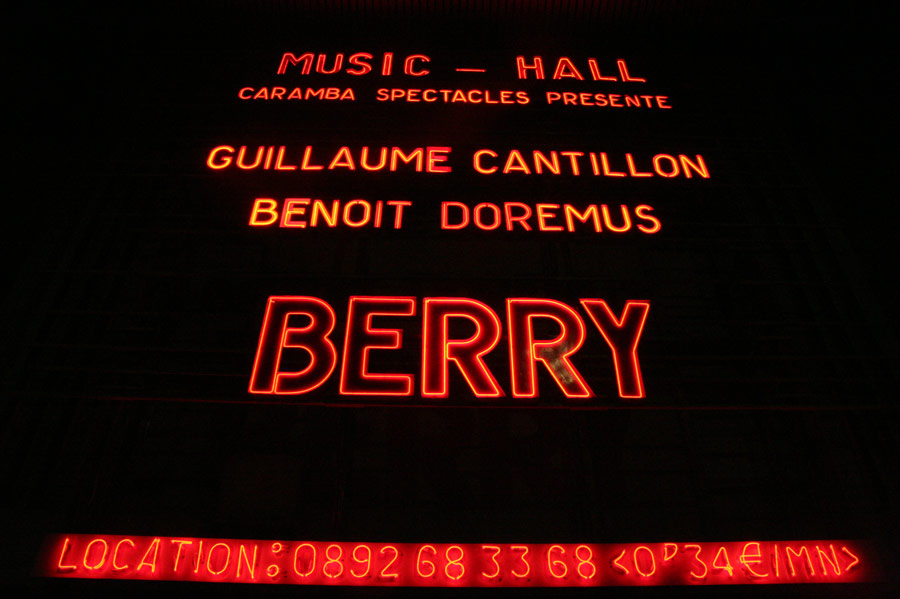 MUSIC - HALL
CARAMBA SPECTACLES PRESENTE
GUILLAUME CANTILLON
BENOIT DOREMUS
BERRY
LOCATION: 0892 68 33 68 <0,34€/MN>